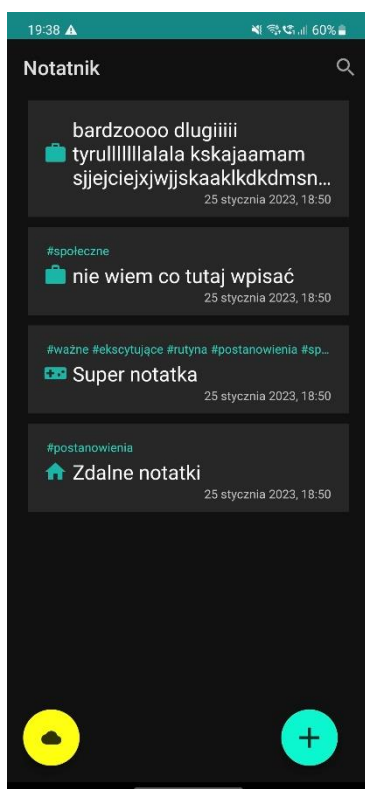 19:38
60%
Notatnik
bardzoooo dlugiiiii
tyrulllllllalala kskajaamam
sjjejciejxjwjjskaaklkdkdmsn...
25 stycznia 2023, 18:50
#społeczne
nie wiem co tutaj wpisać
25 stycznia 2023, 18:50
#ważne #ekscytujące #rutyna #postanowienia #sp...
Super notatka
25 stycznia 2023, 18:50
#postanowienia
Zdalne notatki
25 stycznia 2023, 18:50